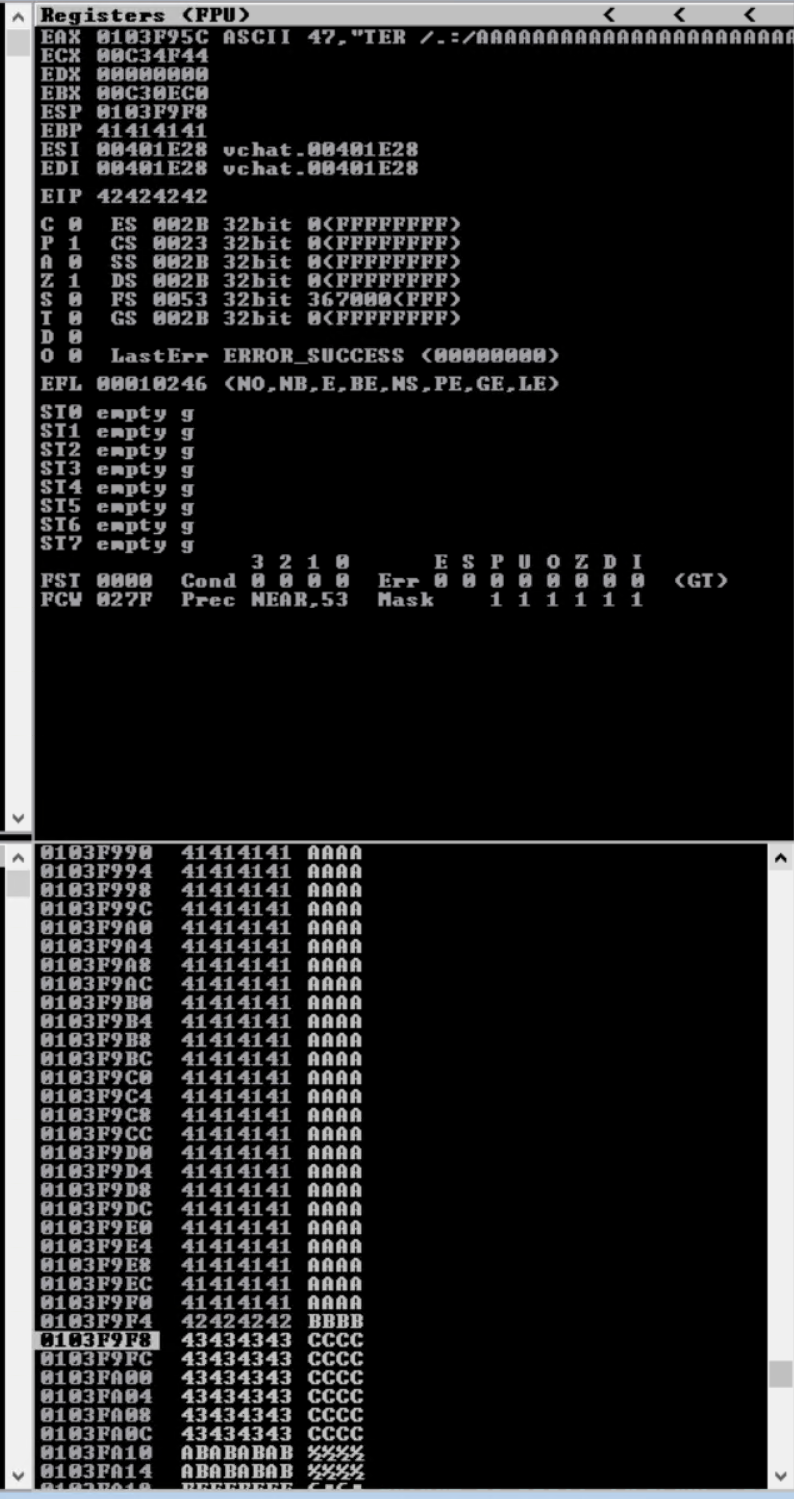 Registers (FPU) < < <
EAX 0103F95C ASCII 47,"TER /.:/AAAAAAAAAAAAAAAAAAAAAAA
ECX 00C34F44
EDX 00000000
EBX 00C30EC0
ESP 0103F9F8
EBP 41414141
ESI 00401E28 vchat.00401E28
EDI 00401E28 vchat.00401E28
EIP 42424242
C 0 ES 002B 32bit 0(FFFFFFFF)
P 1 CS 0023 32bit 0(FFFFFFFF)
A 0 SS 002B 32bit 0(FFFFFFFF)
Z 1 DS 002B 32bit 0(FFFFFFFF)
S 0 FS 0053 32bit 367000(FFF)
T 0 GS 002B 32bit 0(FFFFFFFF)
D 0
O 0 LastErr ERROR_SUCCESS (00000000)
EFL 00010246 (NO,NB,E,BE,NS,PE,GE,LE)
ST0 empty g
ST1 empty g
ST2 empty g
ST3 empty g
ST4 empty g
ST5 empty g
ST6 empty g
ST7 empty g
3 2 1 0 E S P U O Z D I
FST 0000 Cond 0 0 0 0 Err 0 0 0 0 0 0 0 0 (GT)
FCW 027F Prec NEAR,53 Mask 1 1 1 1 1 1
0103F990 41414141 AAAA
0103F994 41414141 AAAA
0103F998 41414141 AAAA
0103F99C 41414141 AAAA
0103F9A0 41414141 AAAA
0103F9A4 41414141 AAAA
0103F9A8 41414141 AAAA
0103F9AC 41414141 AAAA
0103F9B0 41414141 AAAA
0103F9B4 41414141 AAAA
0103F9B8 41414141 AAAA
0103F9BC 41414141 AAAA
0103F9C0 41414141 AAAA
0103F9C4 41414141 AAAA
0103F9C8 41414141 AAAA
0103F9CC 41414141 AAAA
0103F9D0 41414141 AAAA
0103F9D4 41414141 AAAA
0103F9D8 41414141 AAAA
0103F9DC 41414141 AAAA
0103F9E0 41414141 AAAA
0103F9E4 41414141 AAAA
0103F9E8 41414141 AAAA
0103F9EC 41414141 AAAA
0103F9F0 41414141 AAAA
0103F9F4 42424242 BBBB
0103F9F8 43434343 CCCC
0103F9FC 43434343 CCCC
0103FA00 43434343 CCCC
0103FA04 43434343 CCCC
0103FA08 43434343 CCCC
0103FA0C 43434343 CCCC
0103FA10 ABABABAB ½½½½
0103FA14 ABABABAB ½½½½